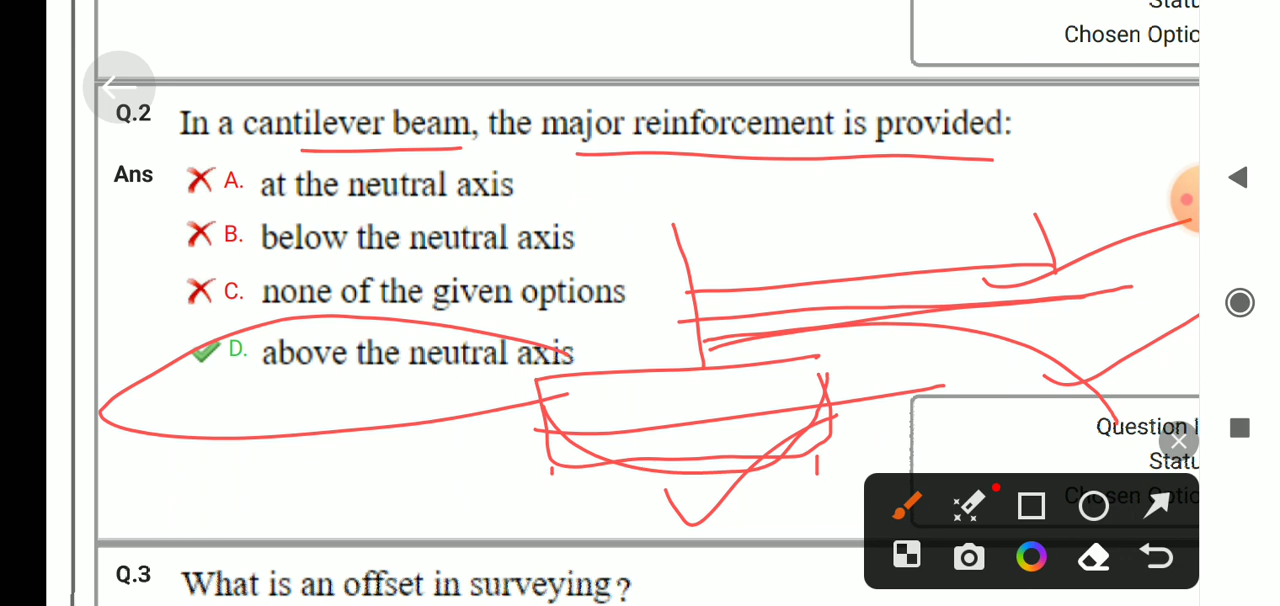 Chosen Optic
Q.2 In a cantilever beam, the major reinforcement is provided:
Ans A. at the neutral axis
B. below the neutral axis
C. none of the given options
D. above the neutral axis
Question I
Statu
Chosen Optio
Q.3 What is an offset in surveying?